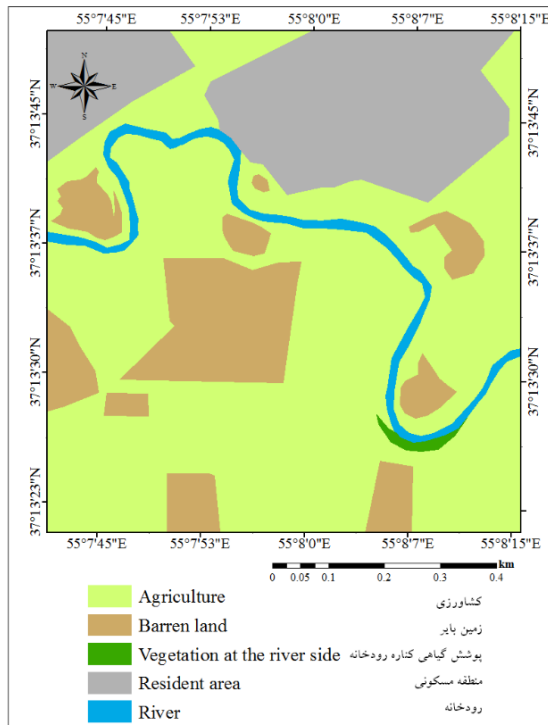 55°7'45"E 55°7'53"E 55°8'0"E 55°8'7"E 55°8'15"E
N
W E
S
37°13'45"N 37°13'45"N
37°13'37"N 37°13'37"N
37°13'30"N 37°13'30"N
37°13'23"N
55°7'45"E 55°7'53"E 55°8'0"E 55°8'7"E 55°8'15"E
km
0 0.05 0.1 0.2 0.3 0.4
Agriculture کشاورزی
Barren land زمین بایر
Vegetation at the river side پوشش گیاهی کناره رودخانه
Resident area منطقه مسکونی
River رودخانه